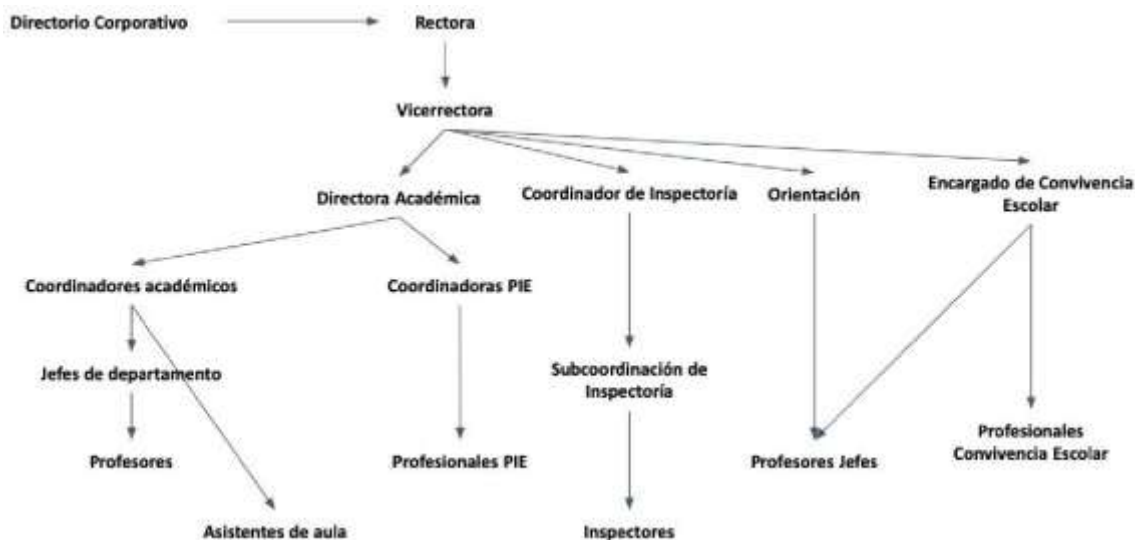 Directorio Corporativo
Rectora
Vicerrectora
Directora Académica
Coordinador de Inspectoría
Orientación
Encargado de Convivencia
Escolar
Coordinadores académicos
Coordinadoras PIE
Jefes de departamento
Subcoordinación de
Inspectoría
Profesores
Profesionales PIE
Profesores Jefes
Profesionales
Convivencia Escolar
Asistentes de aula
Inspectores